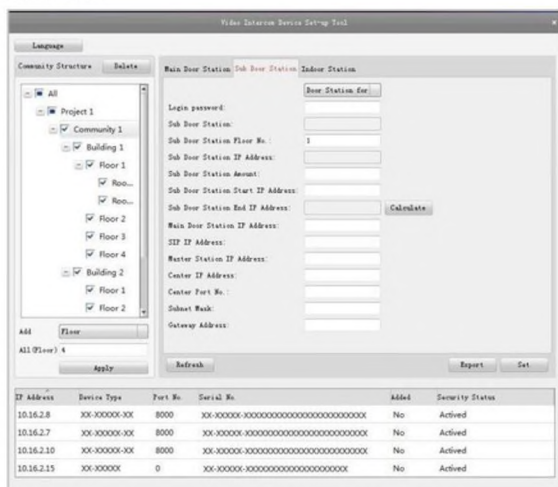 Video Intercom Device Set-up Tool
Language
Community Structure Delete
Main Door Station Sub Door Station Indoor Station
All
Project 1
Community 1
Building 1
Floor 1
Roo...
Roo...
Floor 2
Floor 3
Floor 4
Building 2
Floor 1
Floor 2
Add Floor
All(Floor) 4
Apply
Door Station for
Login password:
Sub Door Station:
Sub Door Station Floor No.: 1
Sub Door Station IP Address:
Sub Door Station Amount:
Sub Door Station Start IP Address:
Sub Door Station End IP Address: Calculate
Main Door Station IP Address:
SIP IP Address:
Master Station IP Address:
Center IP Address:
Center Port No.:
Subnet Mask:
Gateway Address:
Refresh Export Set
IP Address Device Type Port No. Serial No. Added Security Status
10.16.2.8 XX-XXXXX-XX 8000 XX-XXXXX-XXXXXXXXXXXXXXXXXXXXXXXX No Actived
10.16.2.7 XX-XXXXX-XX 8000 XX-XXXXX-XXXXXXXXXXXXXXXXXXXXXXXX No Actived
10.16.2.10 XX-XXXXX-XX 8000 XX-XXXXX-XXXXXXXXXXXXXXXXXXXXXXXX No Actived
10.16.2.15 XX-XXXXX 0 XX-XXXXX-XXXXXXXXXXXXXXXXXXXX No Actived